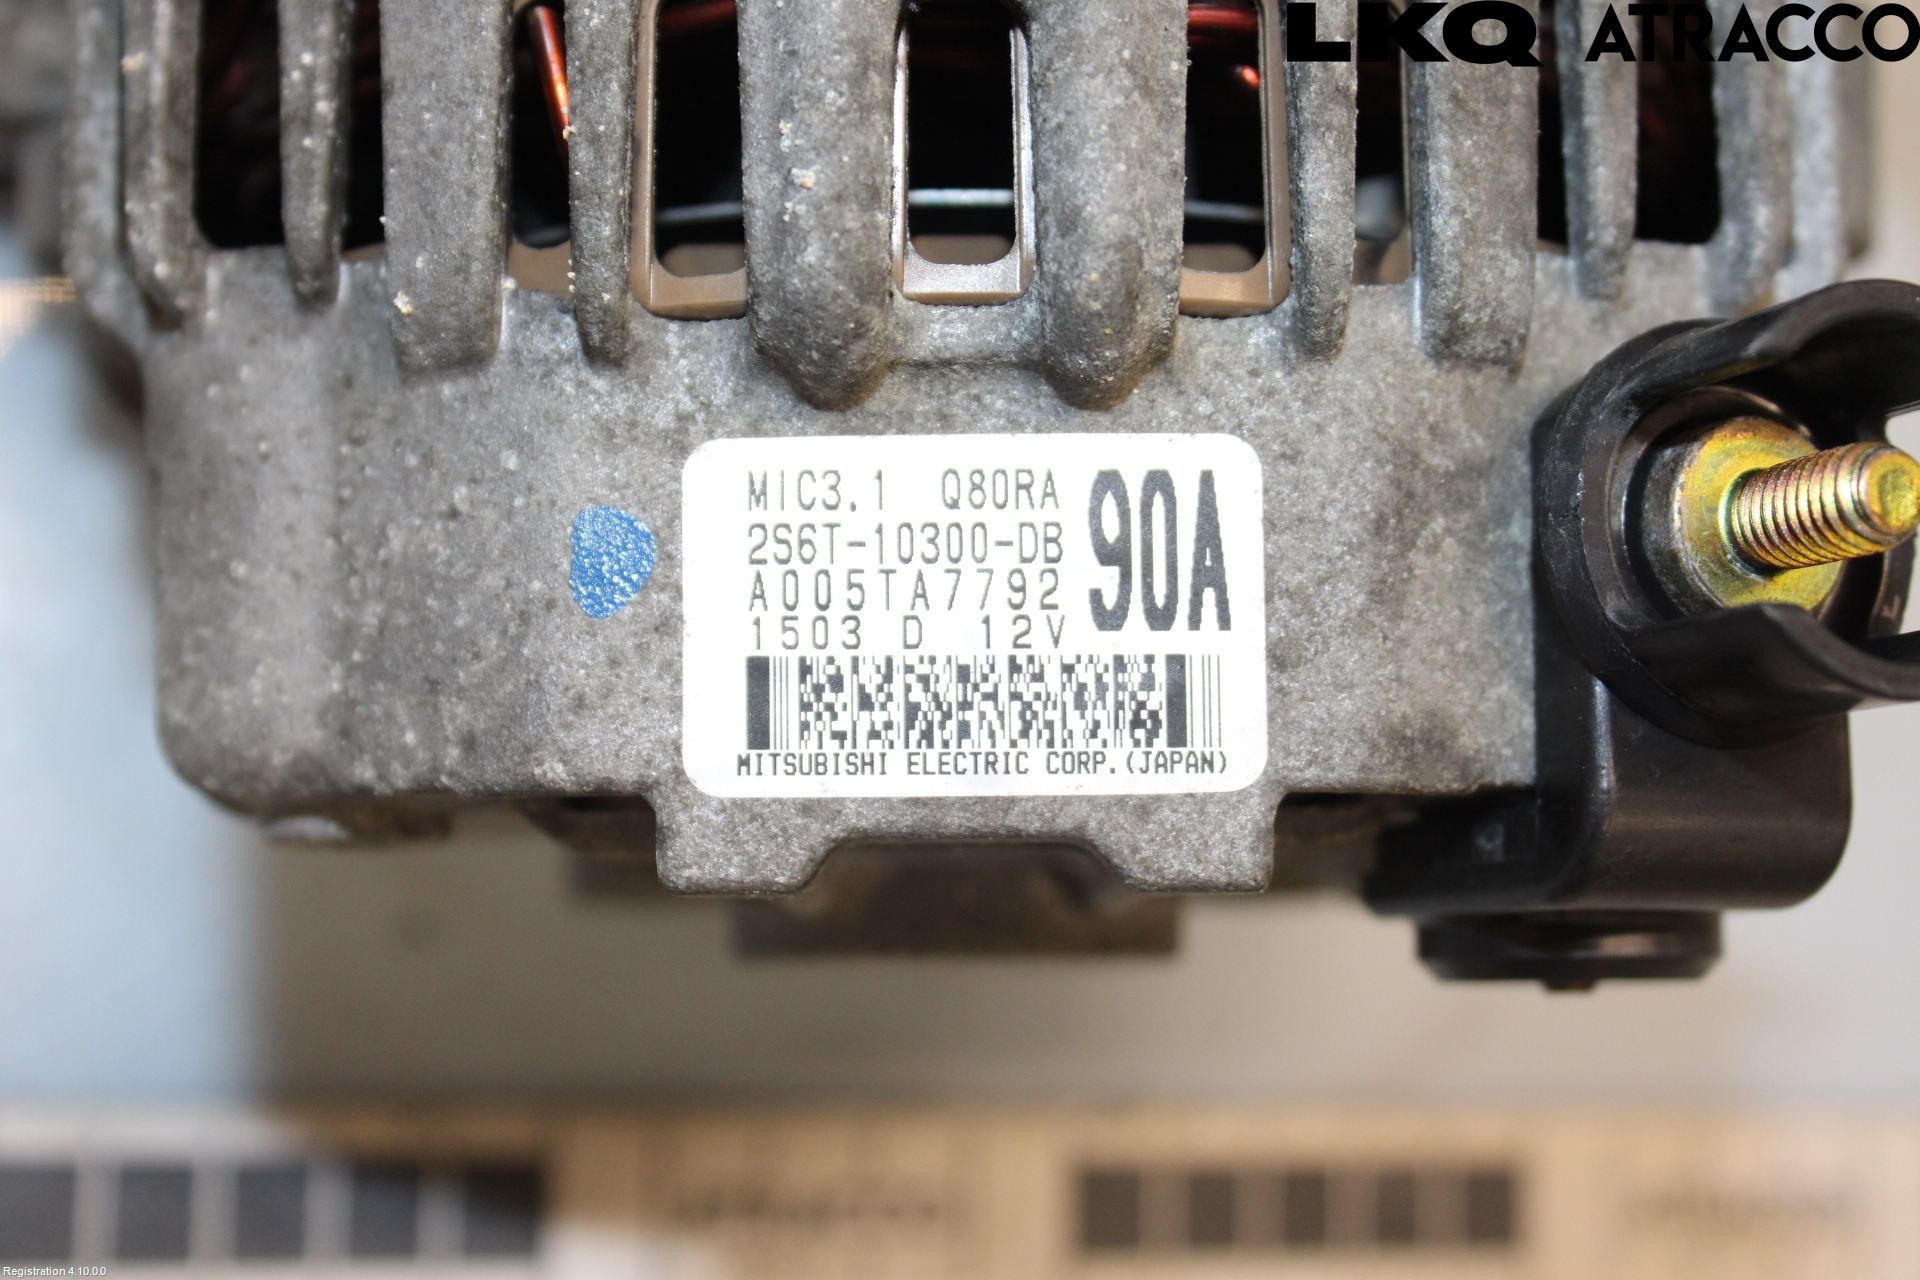 LKQ ATRACCO
MIC3.1 Q80RA
2S6T-10300-DB
90A
A005TA7792
1503 D 12V
MITSUBISHI ELECTRIC CORP.(JAPAN)
Registration 4.10.0.0